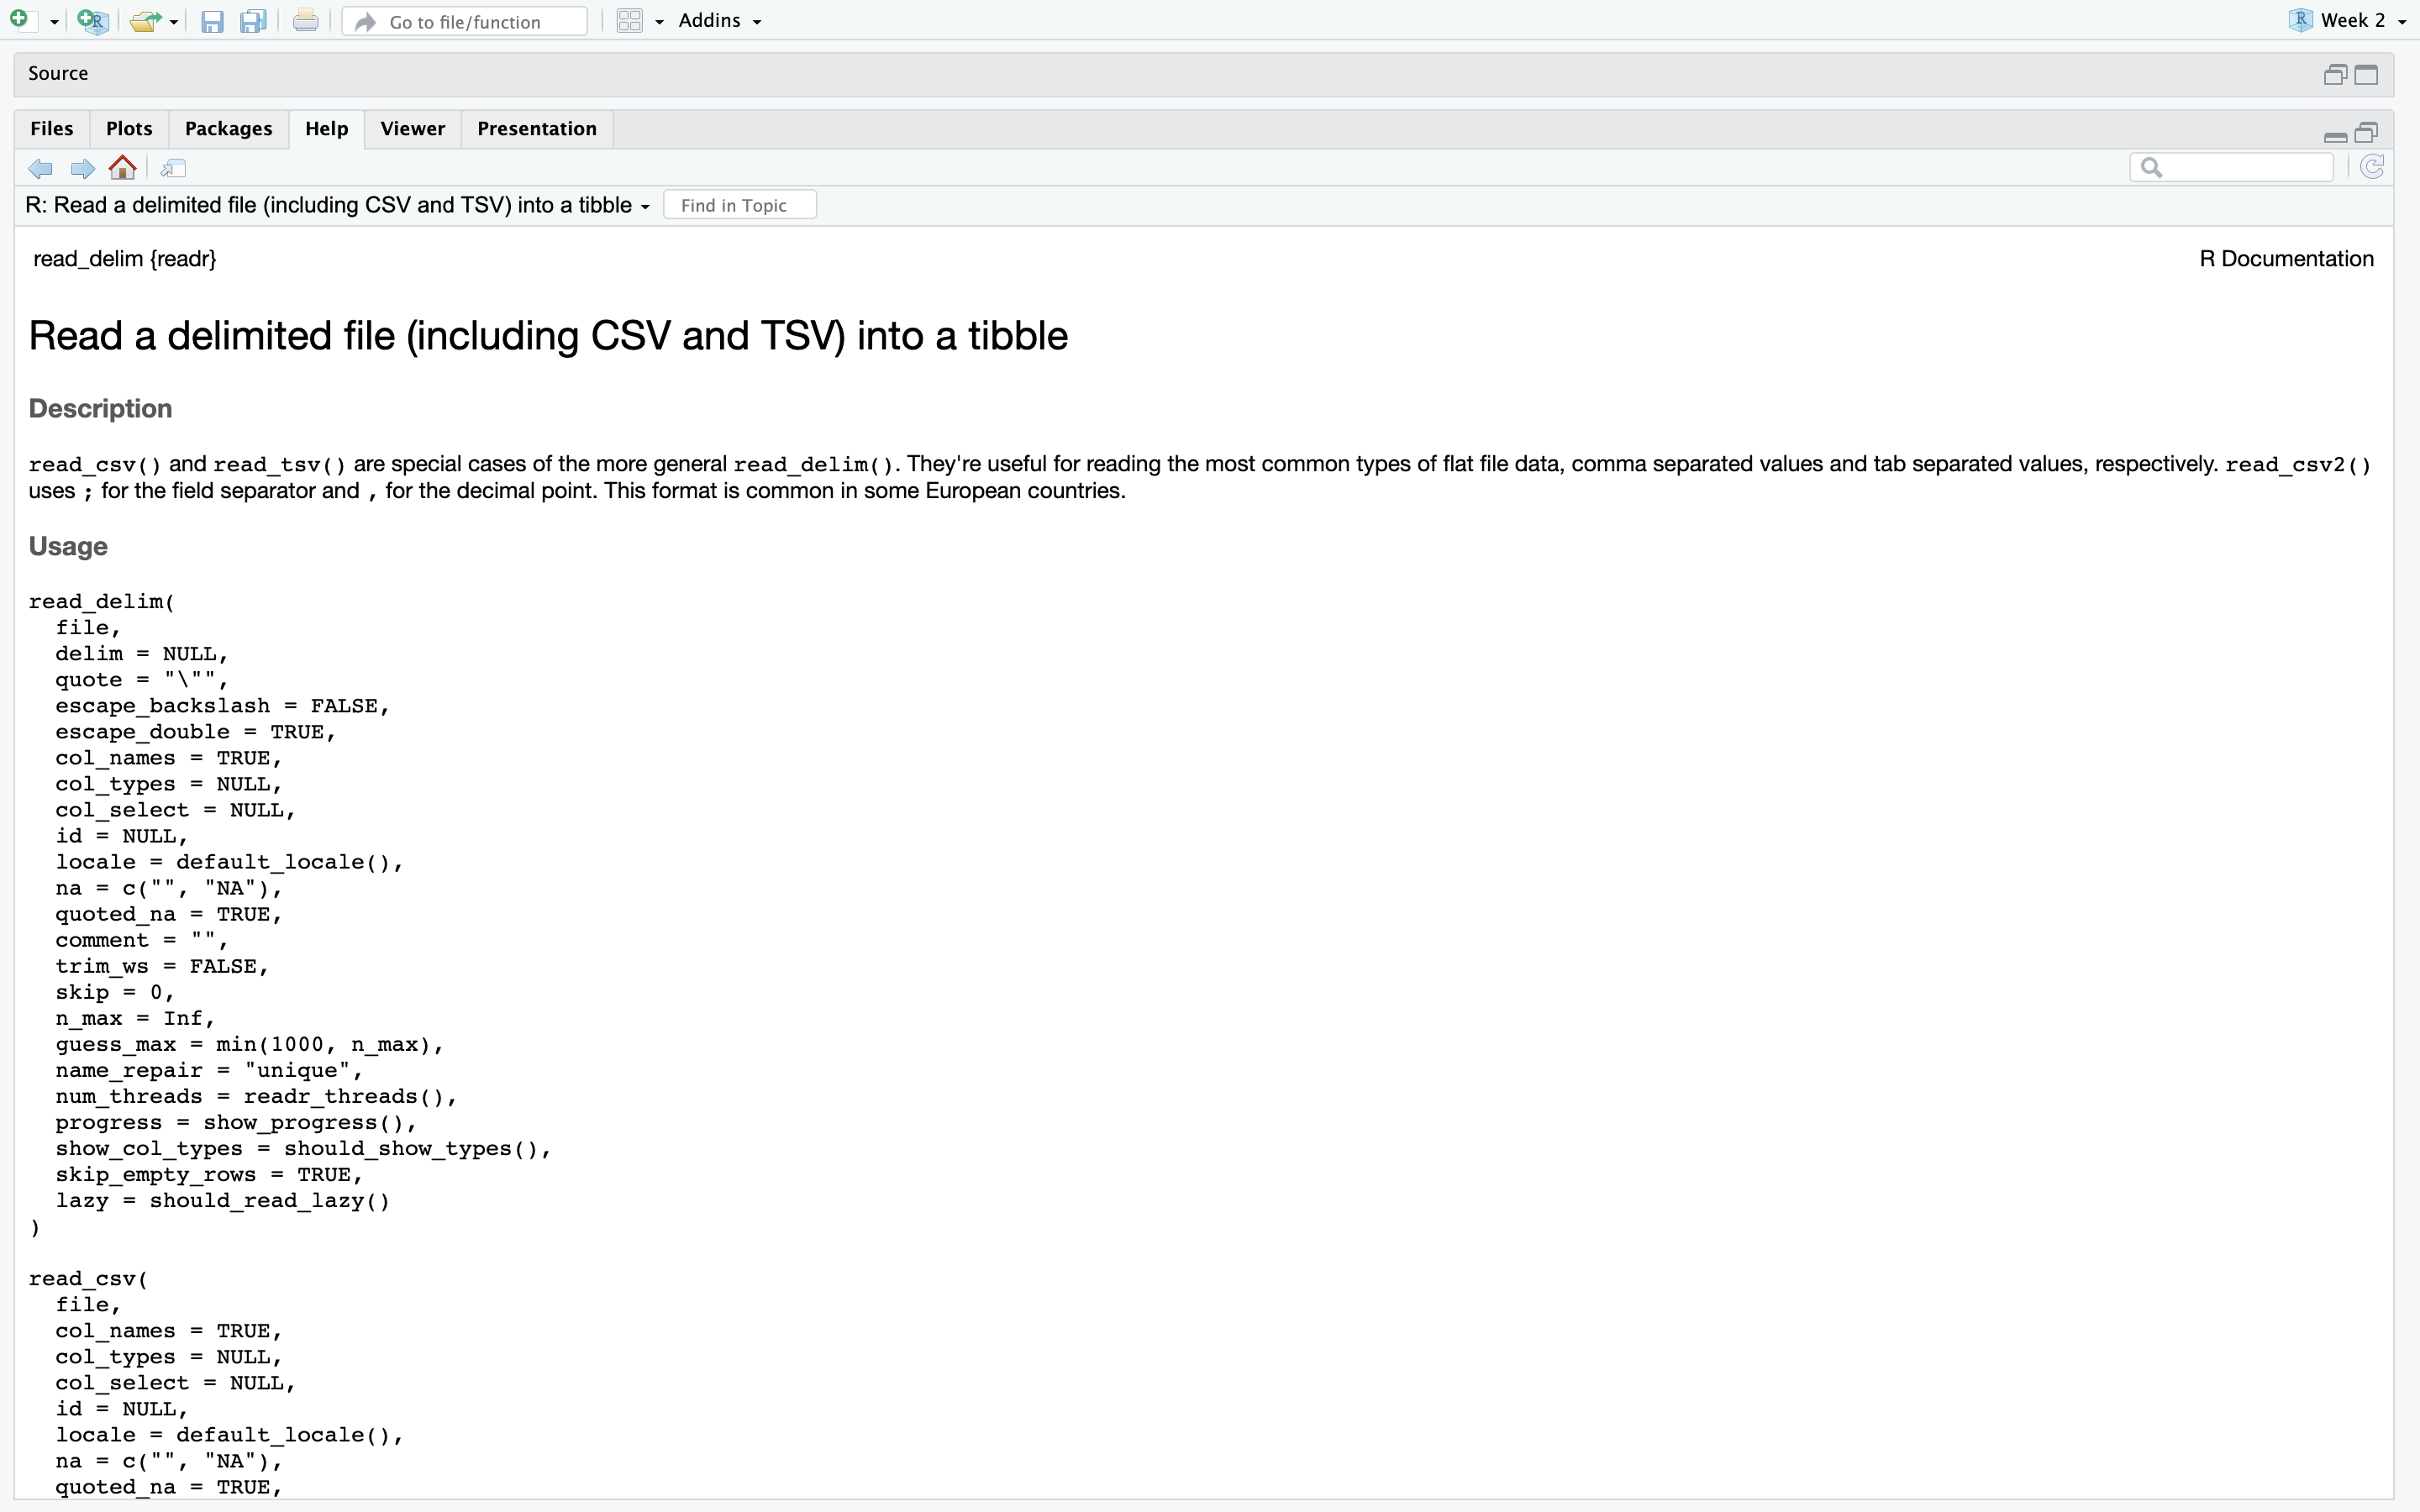 Go to file/function
Addins
Week 2
Source
Files Plots Packages Help Viewer Presentation
R: Read a delimited file (including CSV and TSV) into a tibble Find in Topic
read_delim {readr} R Documentation
Read a delimited file (including CSV and TSV) into a tibble
Description
read_csv() and read_tsv() are special cases of the more general read_delim(). They're useful for reading the most common types of flat file data, comma separated values and tab separated values, respectively. read_csv2()
uses ; for the field separator and , for the decimal point. This format is common in some European countries.
Usage
read_delim(
  file,
  delim = NULL,
  quote = "\"",
  escape_backslash = FALSE,
  escape_double = TRUE,
  col_names = TRUE,
  col_types = NULL,
  col_select = NULL,
  id = NULL,
  locale = default_locale(),
  na = c("", "NA"),
  quoted_na = TRUE,
  comment = "",
  trim_ws = FALSE,
  skip = 0,
  n_max = Inf,
  guess_max = min(1000, n_max),
  name_repair = "unique",
  num_threads = readr_threads(),
  progress = show_progress(),
  show_col_types = should_show_types(),
  skip_empty_rows = TRUE,
  lazy = should_read_lazy()
)
read_csv(
  file,
  col_names = TRUE,
  col_types = NULL,
  col_select = NULL,
  id = NULL,
  locale = default_locale(),
  na = c("", "NA"),
  quoted_na = TRUE,